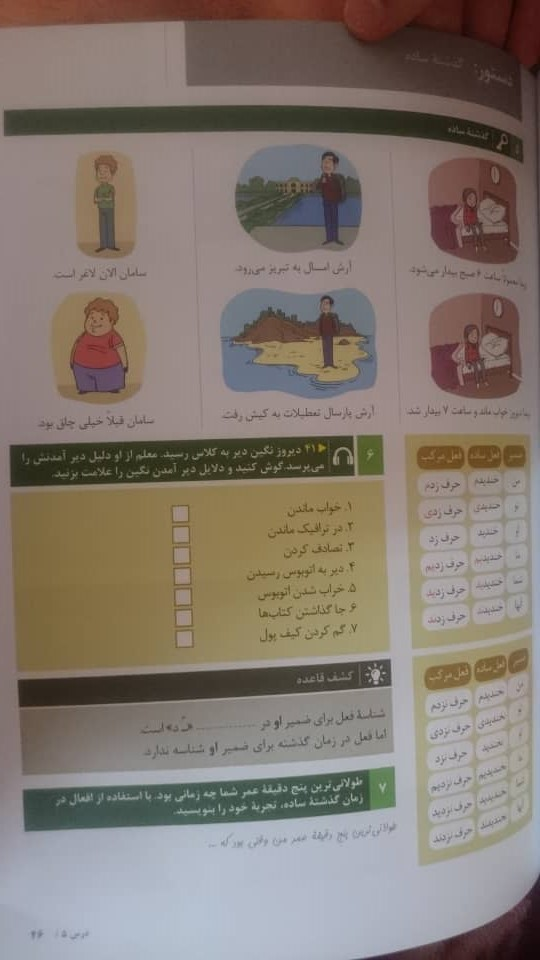 دستور: گذشتهٔ ساده
گذشتهٔ ساده
معمولاً ساعت ۶ صبح بیدار می‌شود.
آرش امسال به تبریز می‌رود.
سامان الان لاغر است.
دیروز خواب ماند و ساعت ۷ بیدار شد.
آرش پارسال تعطیلات به کیش رفت.
سامان قبلاً خیلی چاق بود.
ضمیر فعل ساده فعل مرکب
من خندیدم حرف زدم
تو خندیدی حرف زدی
او خندید حرف زد
ما خندیدیم حرف زدیم
شما خندیدید حرف زدید
آنها خندیدند حرف زدند
۶ ۴۱ دیروز نگین دیر به کلاس رسید. معلم از او دلیل دیر آمدنش را
می‌پرسد. گوش کنید و دلایل دیر آمدن نگین را علامت بزنید.
۱. خواب ماندن
۲. در ترافیک ماندن
۳. تصادف کردن
۴. دیر به اتوبوس رسیدن
۵. خراب شدن اتوبوس
۶. جا گذاشتن کتاب‌ها
۷. گم کردن کیف پول
ضمیر فعل ساده فعل مرکب
من نخندیدم حرف نزدم
تو نخندیدی حرف نزدی
او نخندید حرف نزد
ما نخندیدیم حرف نزدیم
شما نخندیدید حرف نزدید
آنها نخندیدند حرف نزدند
کشف قاعده
شناسهٔ فعل برای ضمیر او در .............. «ـَ د» است.
اما فعل در زمان گذشته برای ضمیر او شناسه ندارد.
۷ طولانی‌ترین پنج دقیقهٔ عمر شما چه زمانی بود. با استفاده از افعال در
زمان گذشتهٔ ساده، تجربهٔ خود را بنویسید.
طولانی‌ترین پنج دقیقهٔ عمر من وقتی بود که ...
درس ۵ / ۴۶